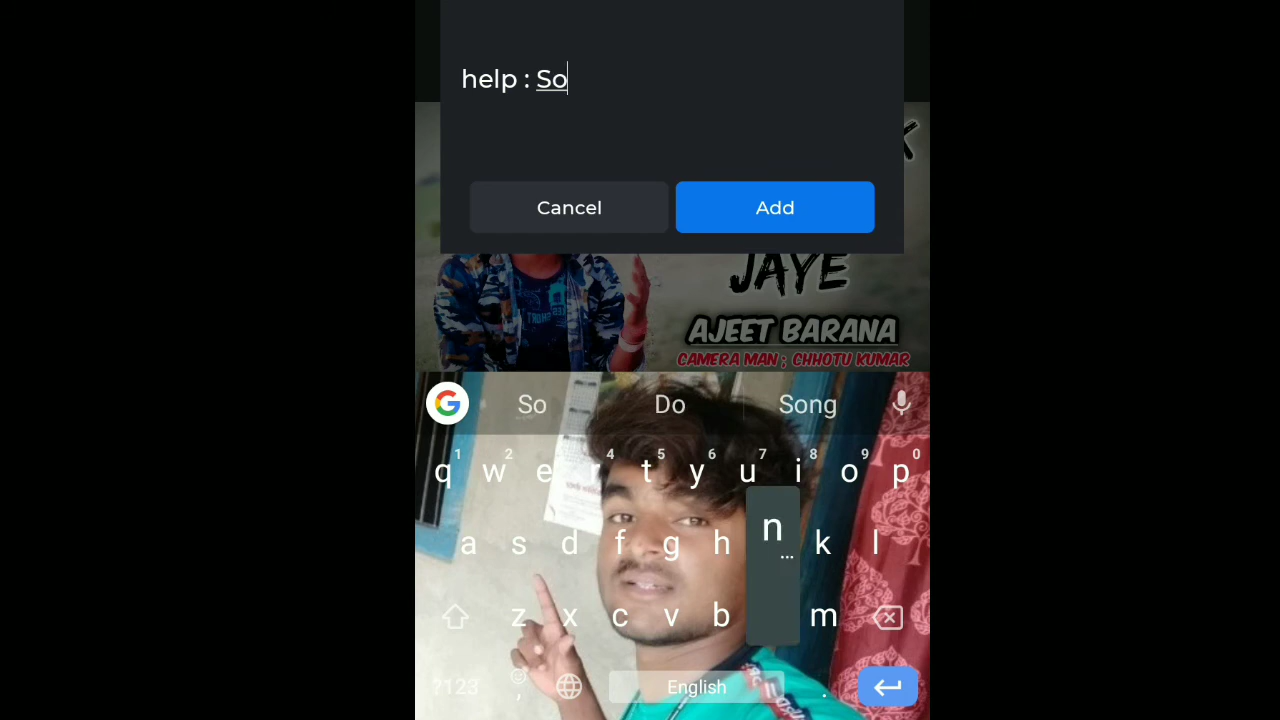 help : So
Cancel
Add
JAYE
AJEET BARANA
CAMERA MAN ; CHHOTU KUMAR
So
Do
Song
1 2 4 5 6 7 8 9 0
q w e r t y u i o p
a s d f g h k l
n
z x c v b m
?123
,
English
.